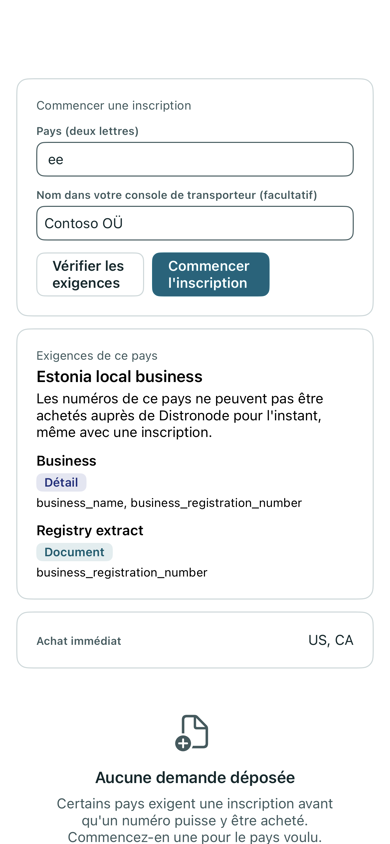 Commencer une inscription
Pays (deux lettres)
ee
Nom dans votre console de transporteur (facultatif)
Contoso OÜ
Vérifier les
exigences
Commencer
l'inscription
Exigences de ce pays
Estonia local business
Les numéros de ce pays ne peuvent pas être
achetés auprès de Distronode pour l'instant,
même avec une inscription.
Business
Détail
business_name, business_registration_number
Registry extract
Document
business_registration_number
Achat immédiat
US, CA
Aucune demande déposée
Certains pays exigent une inscription avant
qu'un numéro puisse y être acheté.
Commencez-en une pour le pays voulu.